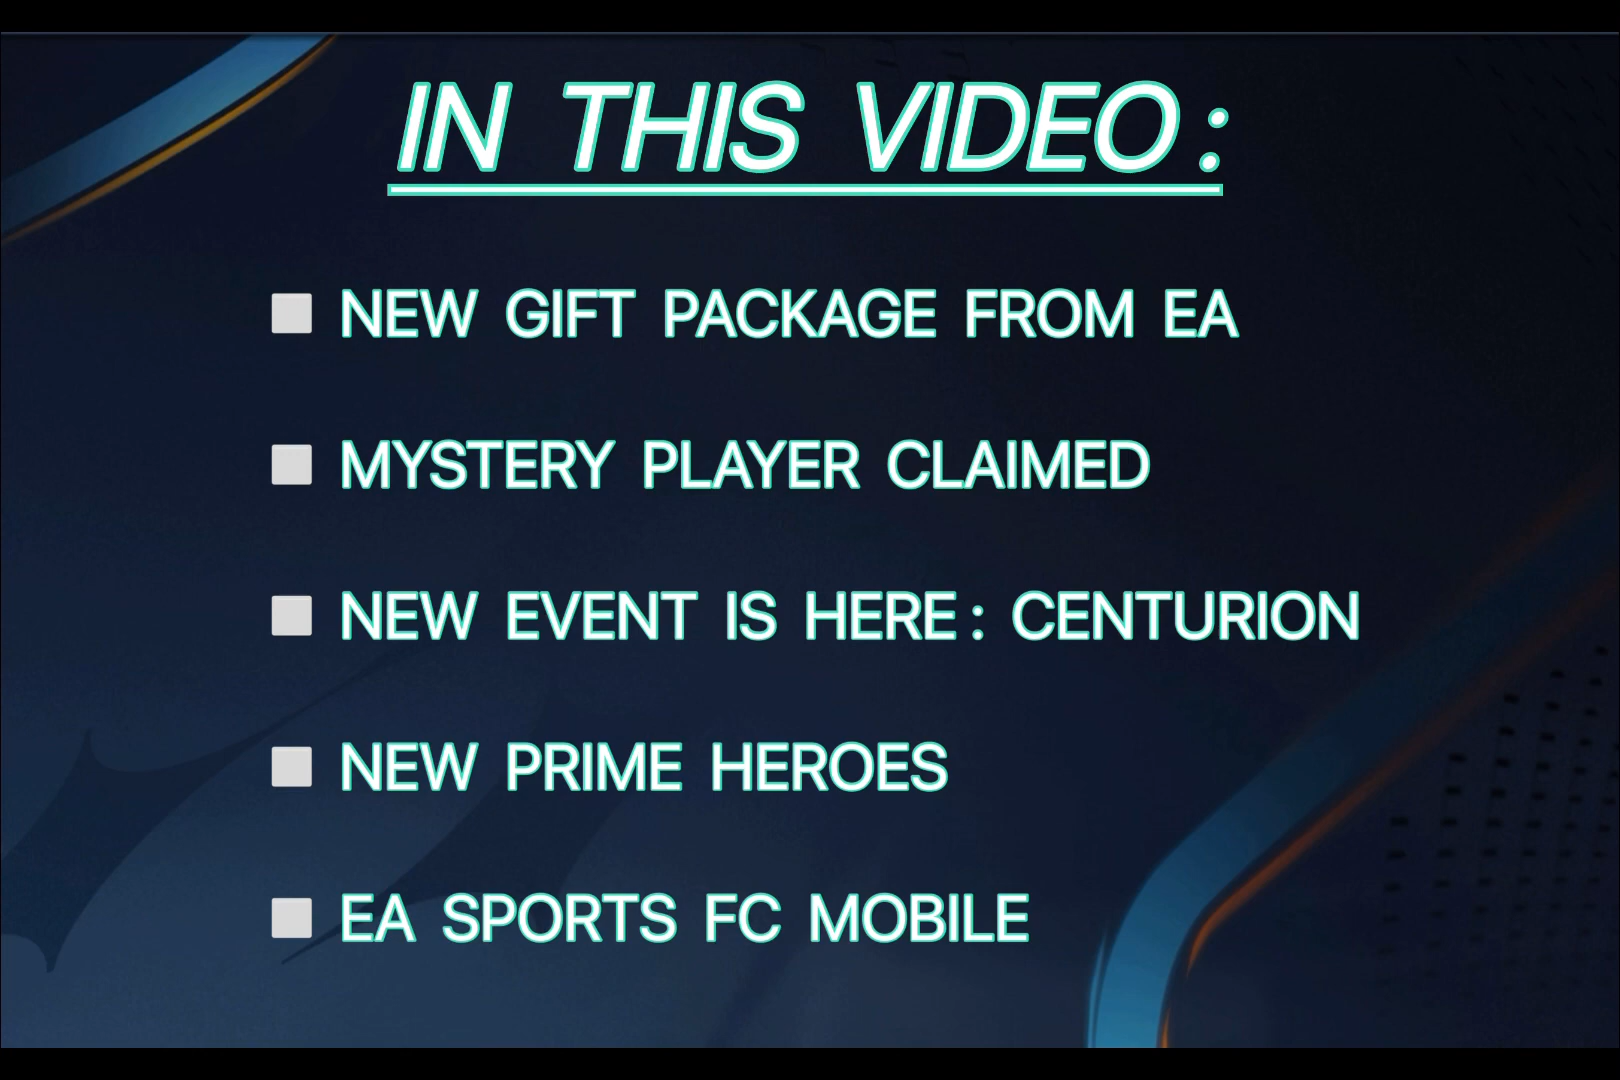 IN THIS VIDEO :
NEW GIFT PACKAGE FROM EA
MYSTERY PLAYER CLAIMED
NEW EVENT IS HERE : CENTURION
NEW PRIME HEROES
EA SPORTS FC MOBILE